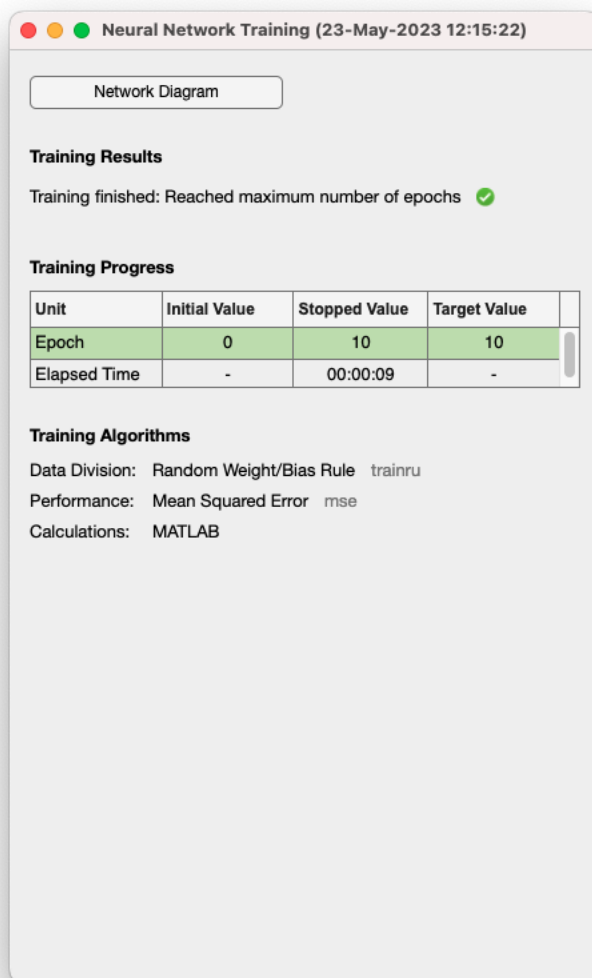 Neural Network Training (23-May-2023 12:15:22)
Network Diagram
Training Results
Training finished: Reached maximum number of epochs
Training Progress
Unit Initial Value Stopped Value Target Value
Epoch 0 10 10
Elapsed Time - 00:00:09 -
Training Algorithms
Data Division: Random Weight/Bias Rule trainru
Performance: Mean Squared Error mse
Calculations: MATLAB